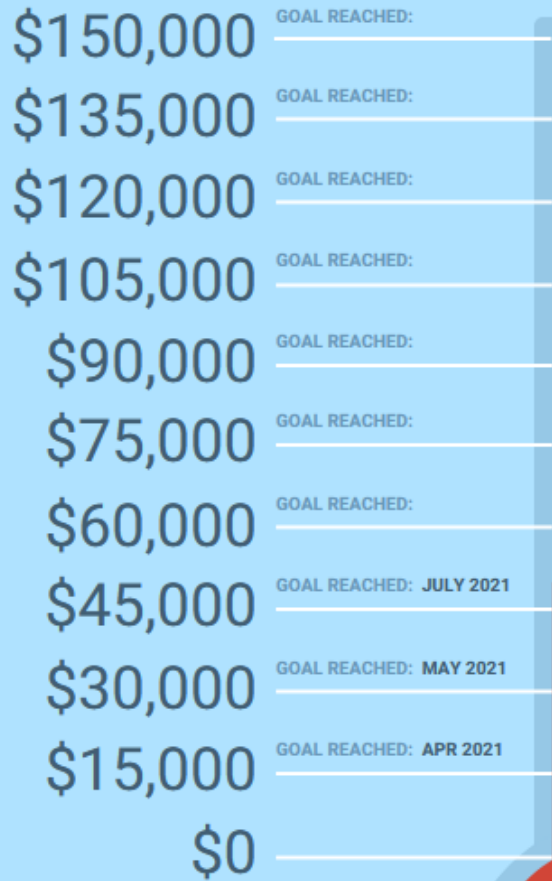 $150,000 GOAL REACHED:
$135,000 GOAL REACHED:
$120,000 GOAL REACHED:
$105,000 GOAL REACHED:
$90,000 GOAL REACHED:
$75,000 GOAL REACHED:
$60,000 GOAL REACHED:
$45,000 GOAL REACHED: JULY 2021
$30,000 GOAL REACHED: MAY 2021
$15,000 GOAL REACHED: APR 2021
$0